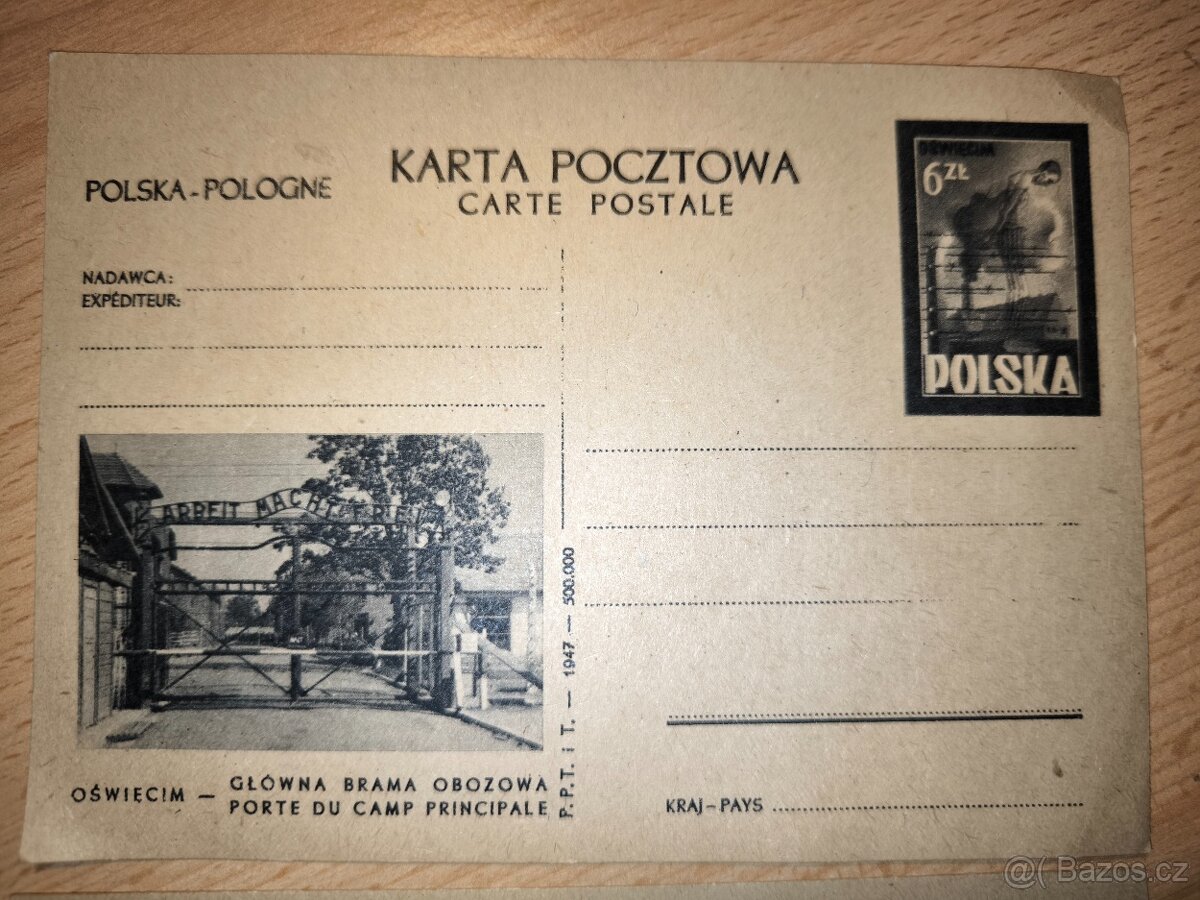 POLSKA-POLOGNE
KARTA POCZTOWA
CARTE POSTALE
OŚWIĘCIM
6 ZŁ
POLSKA
NADAWCA:
EXPÉDITEUR:
ARBEIT MACHT FREI
P.P.T. i T. — 1947 — 500.000
OŚWIĘCIM — GŁÓWNA BRAMA OBOZOWA
PORTE DU CAMP PRINCIPALE
KRAJ-PAYS
@( Bazos.cz